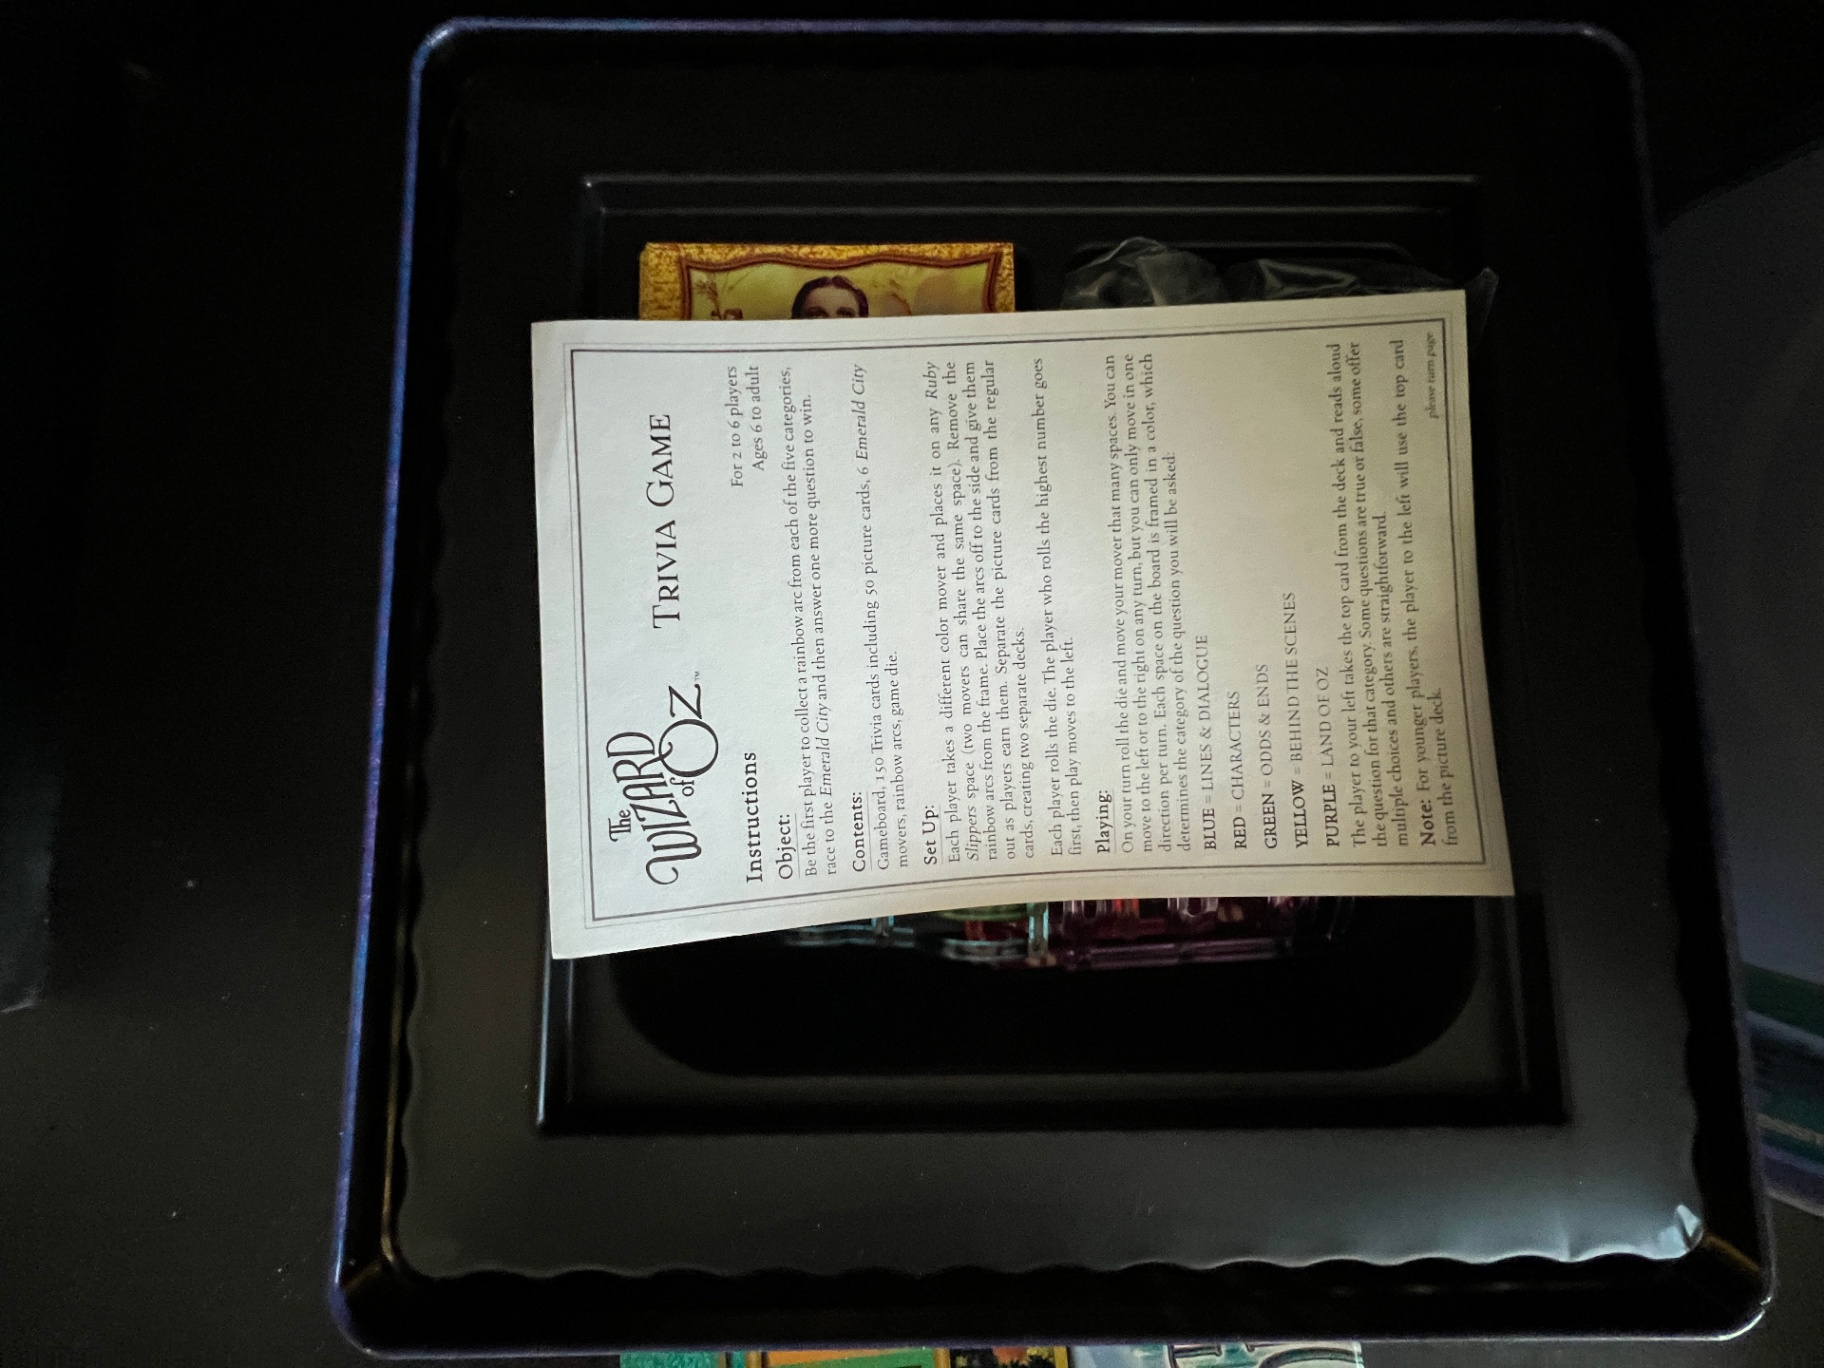 The
WIZARD
of OZ™ TRIVIA GAME
For 2 to 6 players
Ages 6 to adult
Instructions
Object:
Be the first player to collect a rainbow arc from each of the five categories,
race to the Emerald City and then answer one more question to win.
Contents:
Gameboard, 150 Trivia cards including 50 picture cards, 6 Emerald City
movers, rainbow arcs, game die.
Set Up:
Each player takes a different color mover and places it on any Ruby
Slippers space (two movers can share the same space). Remove the
rainbow arcs from the frame. Place the arcs off to the side and give them
out as players earn them. Separate the picture cards from the regular
cards, creating two separate decks.
Each player rolls the die. The player who rolls the highest number goes
first, then play moves to the left.
Playing:
On your turn roll the die and move your mover that many spaces. You can
move to the left or to the right on any turn, but you can only move in one
direction per turn. Each space on the board is framed in a color, which
determines the category of the question you will be asked:
BLUE = LINES & DIALOGUE
RED = CHARACTERS
GREEN = ODDS & ENDS
YELLOW = BEHIND THE SCENES
PURPLE = LAND OF OZ
The player to your left takes the top card from the deck and reads aloud
the question for that category. Some questions are true or false, some offer
multiple choices and others are straightforward.
Note: For younger players, the player to the left will use the top card
from the picture deck.
please turn page